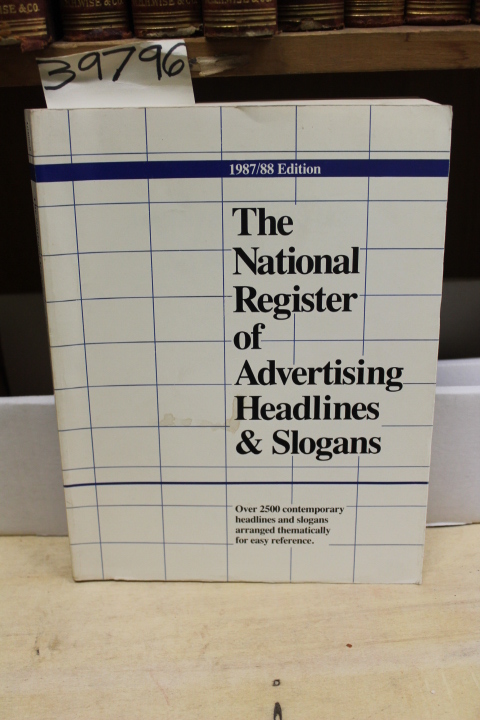 39796
1987/88 Edition
The
National
Register
of
Advertising
Headlines
& Slogans
Over 2500 contemporary
headlines and slogans
arranged thematically
for easy reference.